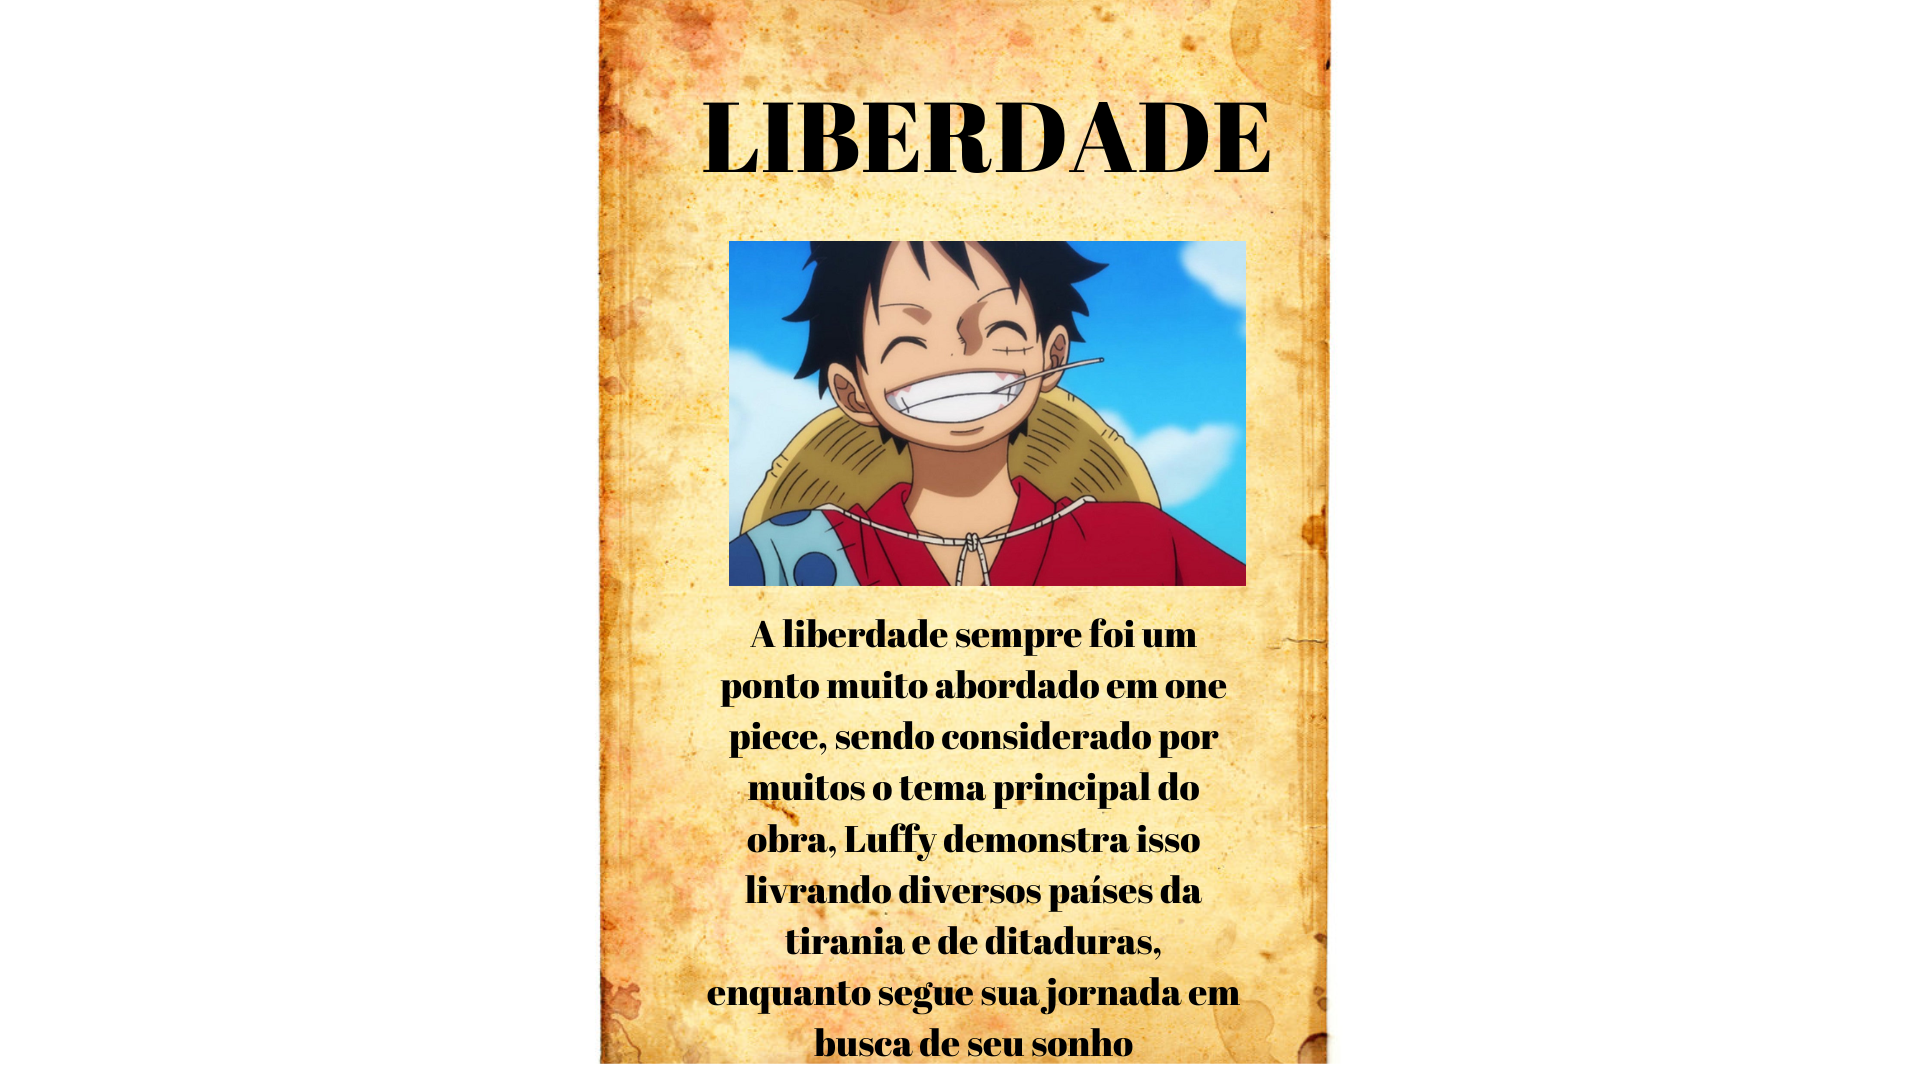 LIBERDADE
A liberdade sempre foi um
ponto muito abordado em one
piece, sendo considerado por
muitos o tema principal do
obra, Luffy demonstra isso
livrando diversos países da
tirania e de ditaduras,
enquanto segue sua jornada em
busca de seu sonho